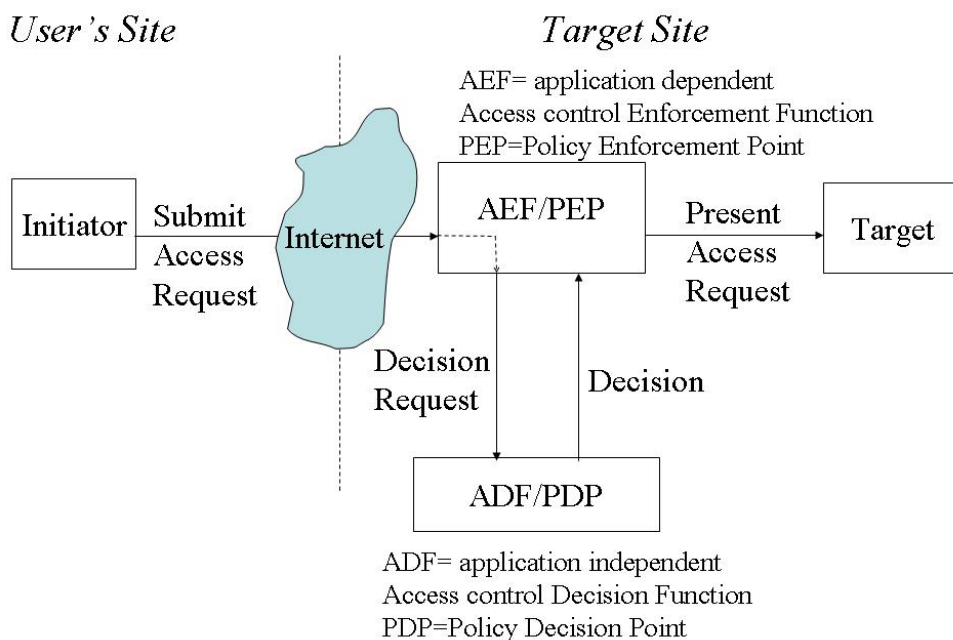 User's Site
Target Site
AEF= application dependent
Access control Enforcement Function
PEP=Policy Enforcement Point
Initiator
Submit
Access
Request
Internet
AEF/PEP
Present
Access
Request
Target
Decision
Request
Decision
ADF/PDP
ADF= application independent
Access control Decision Function
PDP=Policy Decision Point